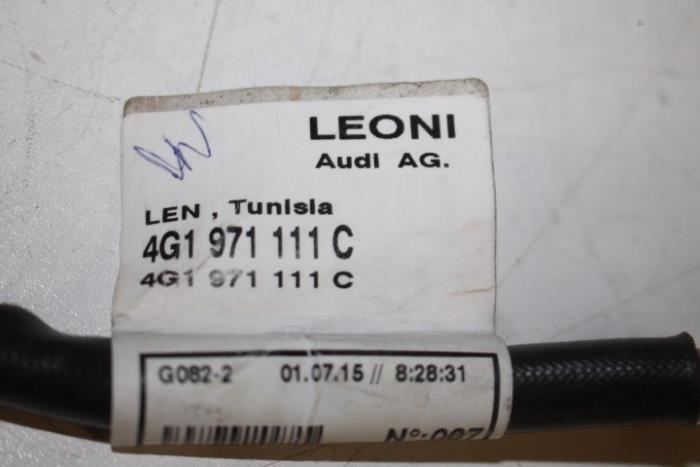 LEONI
Audi AG.
LEN , Tunisia
4G1 971 111 C
4G1 971 111 C
G082-2 01.07.15 // 8:28:31